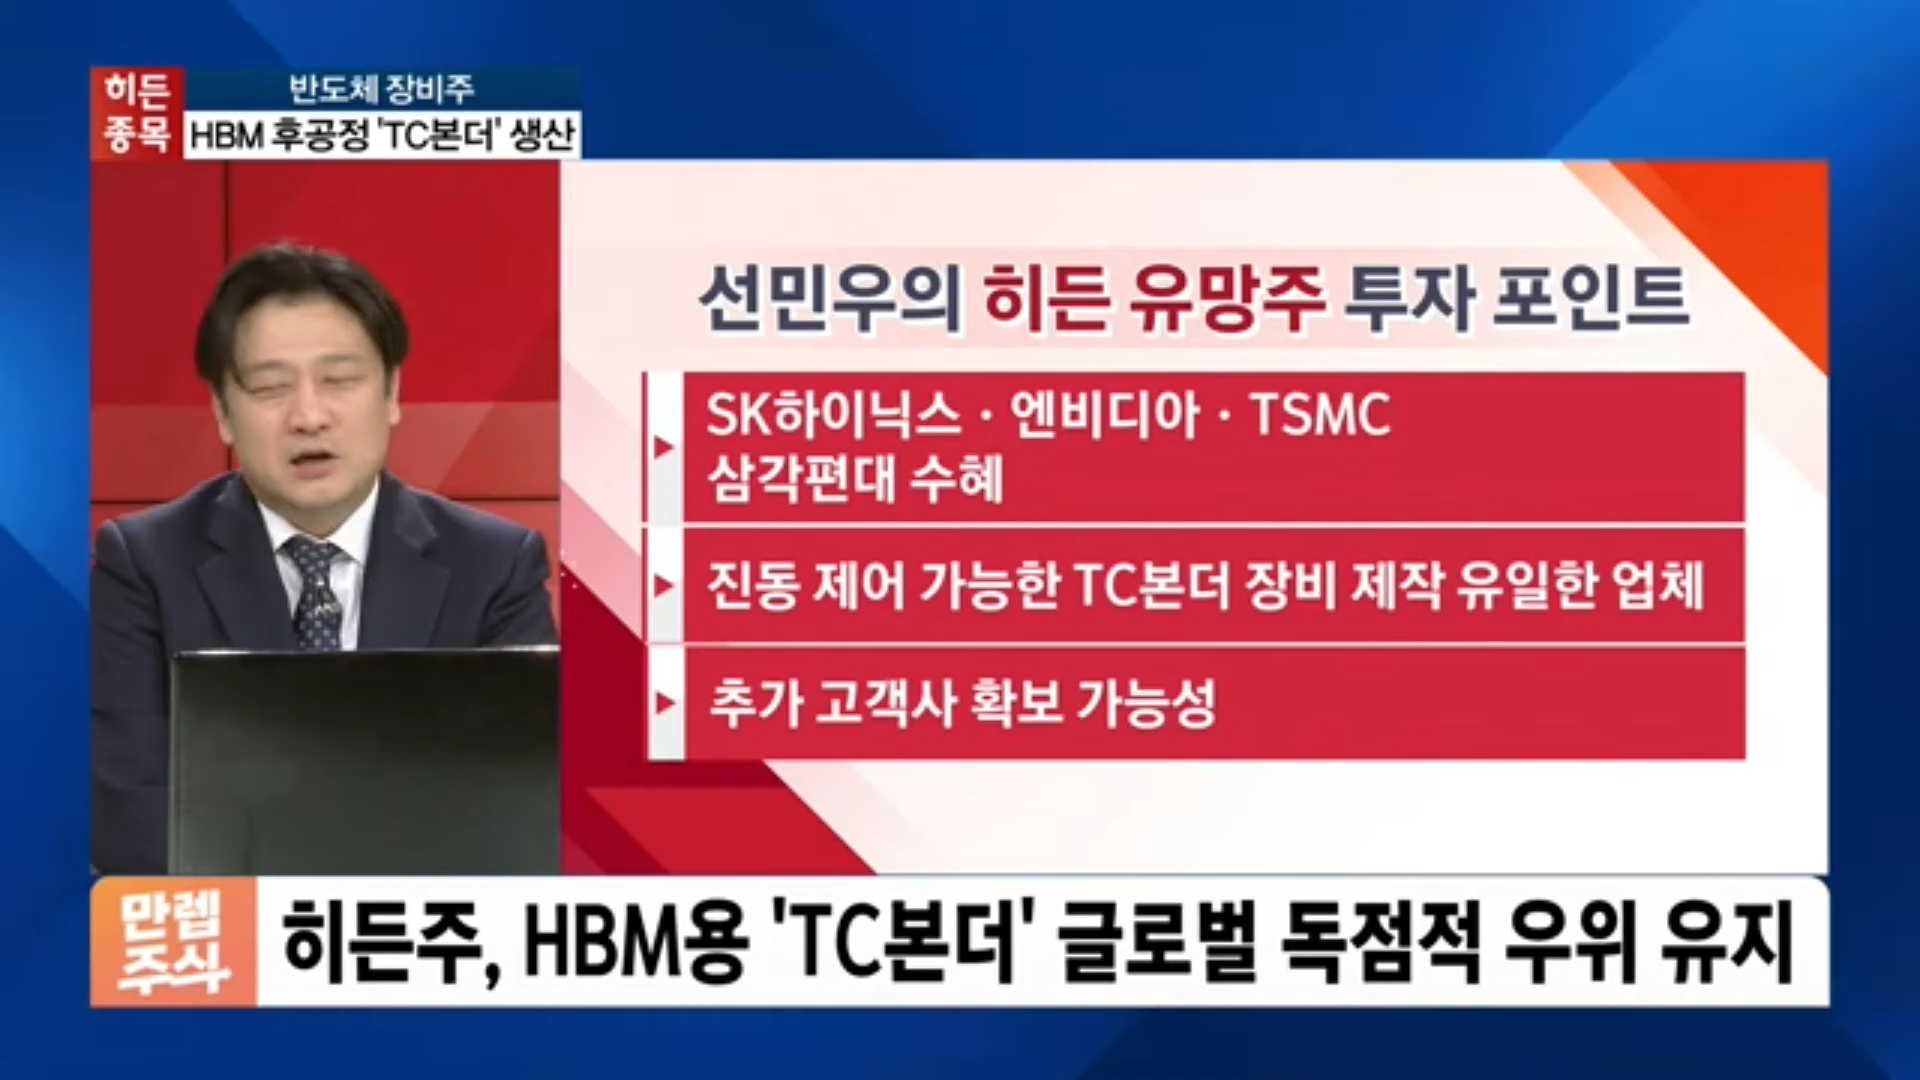 히든
종목
반도체 장비주
HBM 후공정 'TC본더' 생산
선민우의 히든 유망주 투자 포인트
SK하이닉스 · 엔비디아 · TSMC
삼각편대 수혜
진동 제어 가능한 TC본더 장비 제작 유일한 업체
추가 고객사 확보 가능성
만렙
주식
히든주, HBM용 'TC본더' 글로벌 독점적 우위 유지